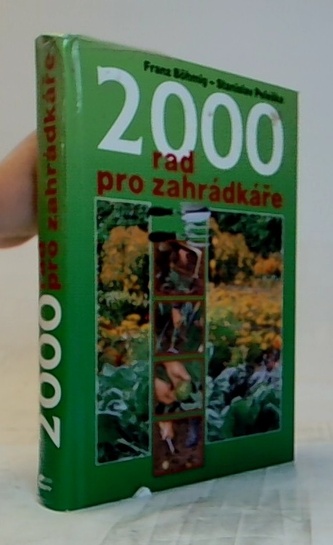 Franz Böhmig – Stanislav Peleška
2000
rad
pro zahrádkáře
2000 rad
pro zahrádkáře